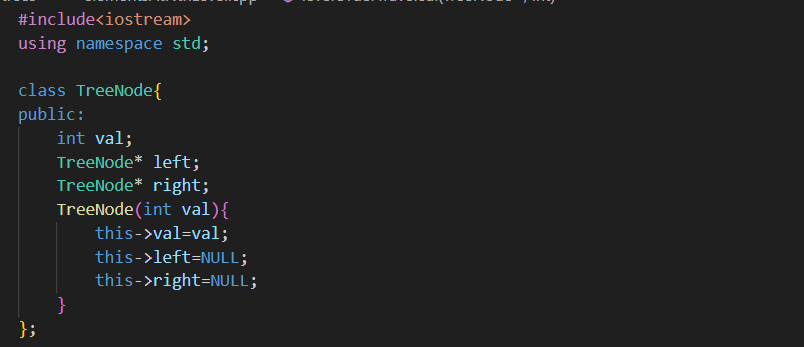 #include<iostream>
using namespace std;
class TreeNode{
public:
    int val;
    TreeNode* left;
    TreeNode* right;
    TreeNode(int val){
        this->val=val;
        this->left=NULL;
        this->right=NULL;
    }
};